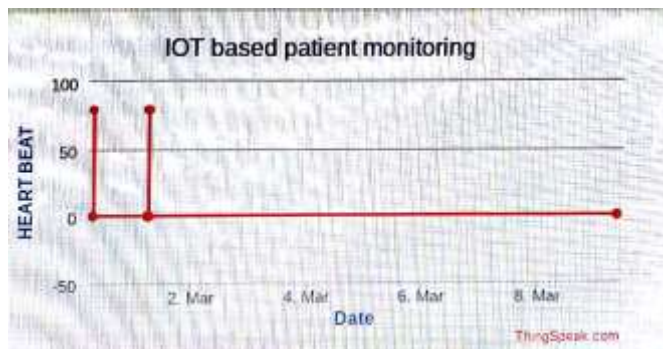 IOT based patient monitoring
100
50
0
-50
HEART BEAT
2. Mar 4. Mar 6. Mar 8. Mar
Date
ThingSpeak.com